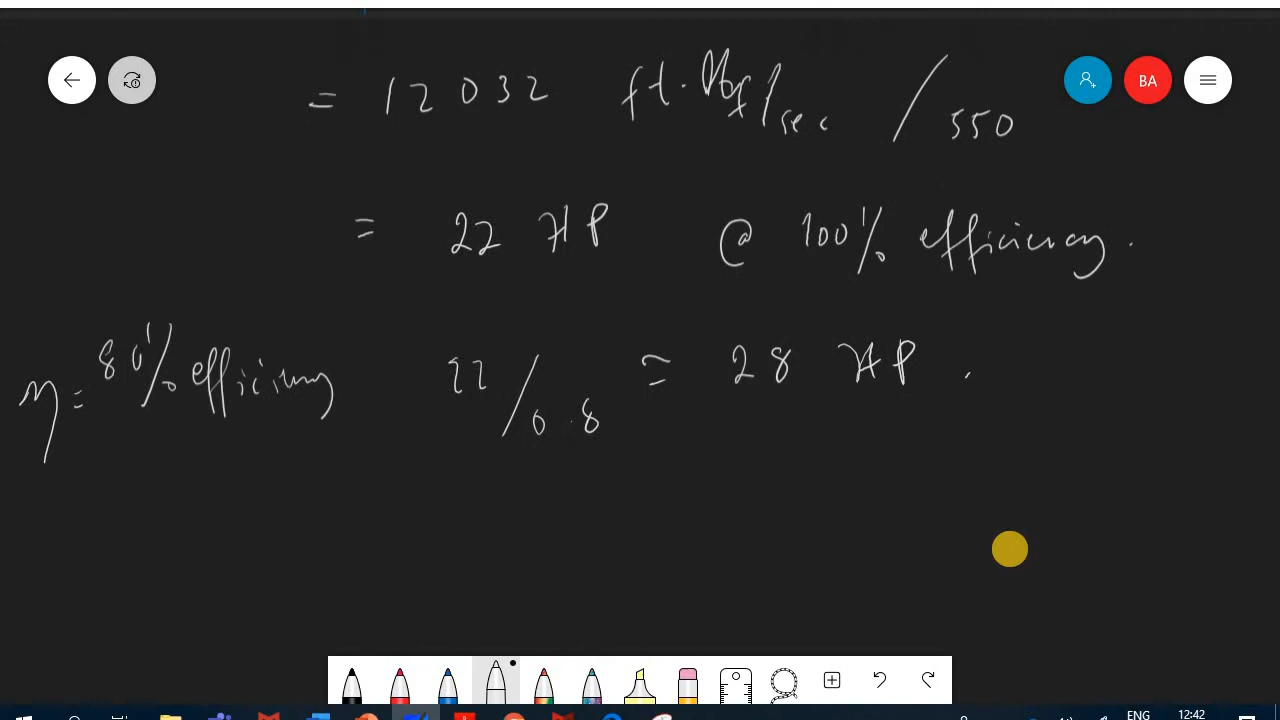 = 12032 ft.lbf/sec / 550
BA
= 22 HP @ 100% efficiency.
η = 80% efficiency 22/0.8 ≈ 28 HP.
ENG 12:42